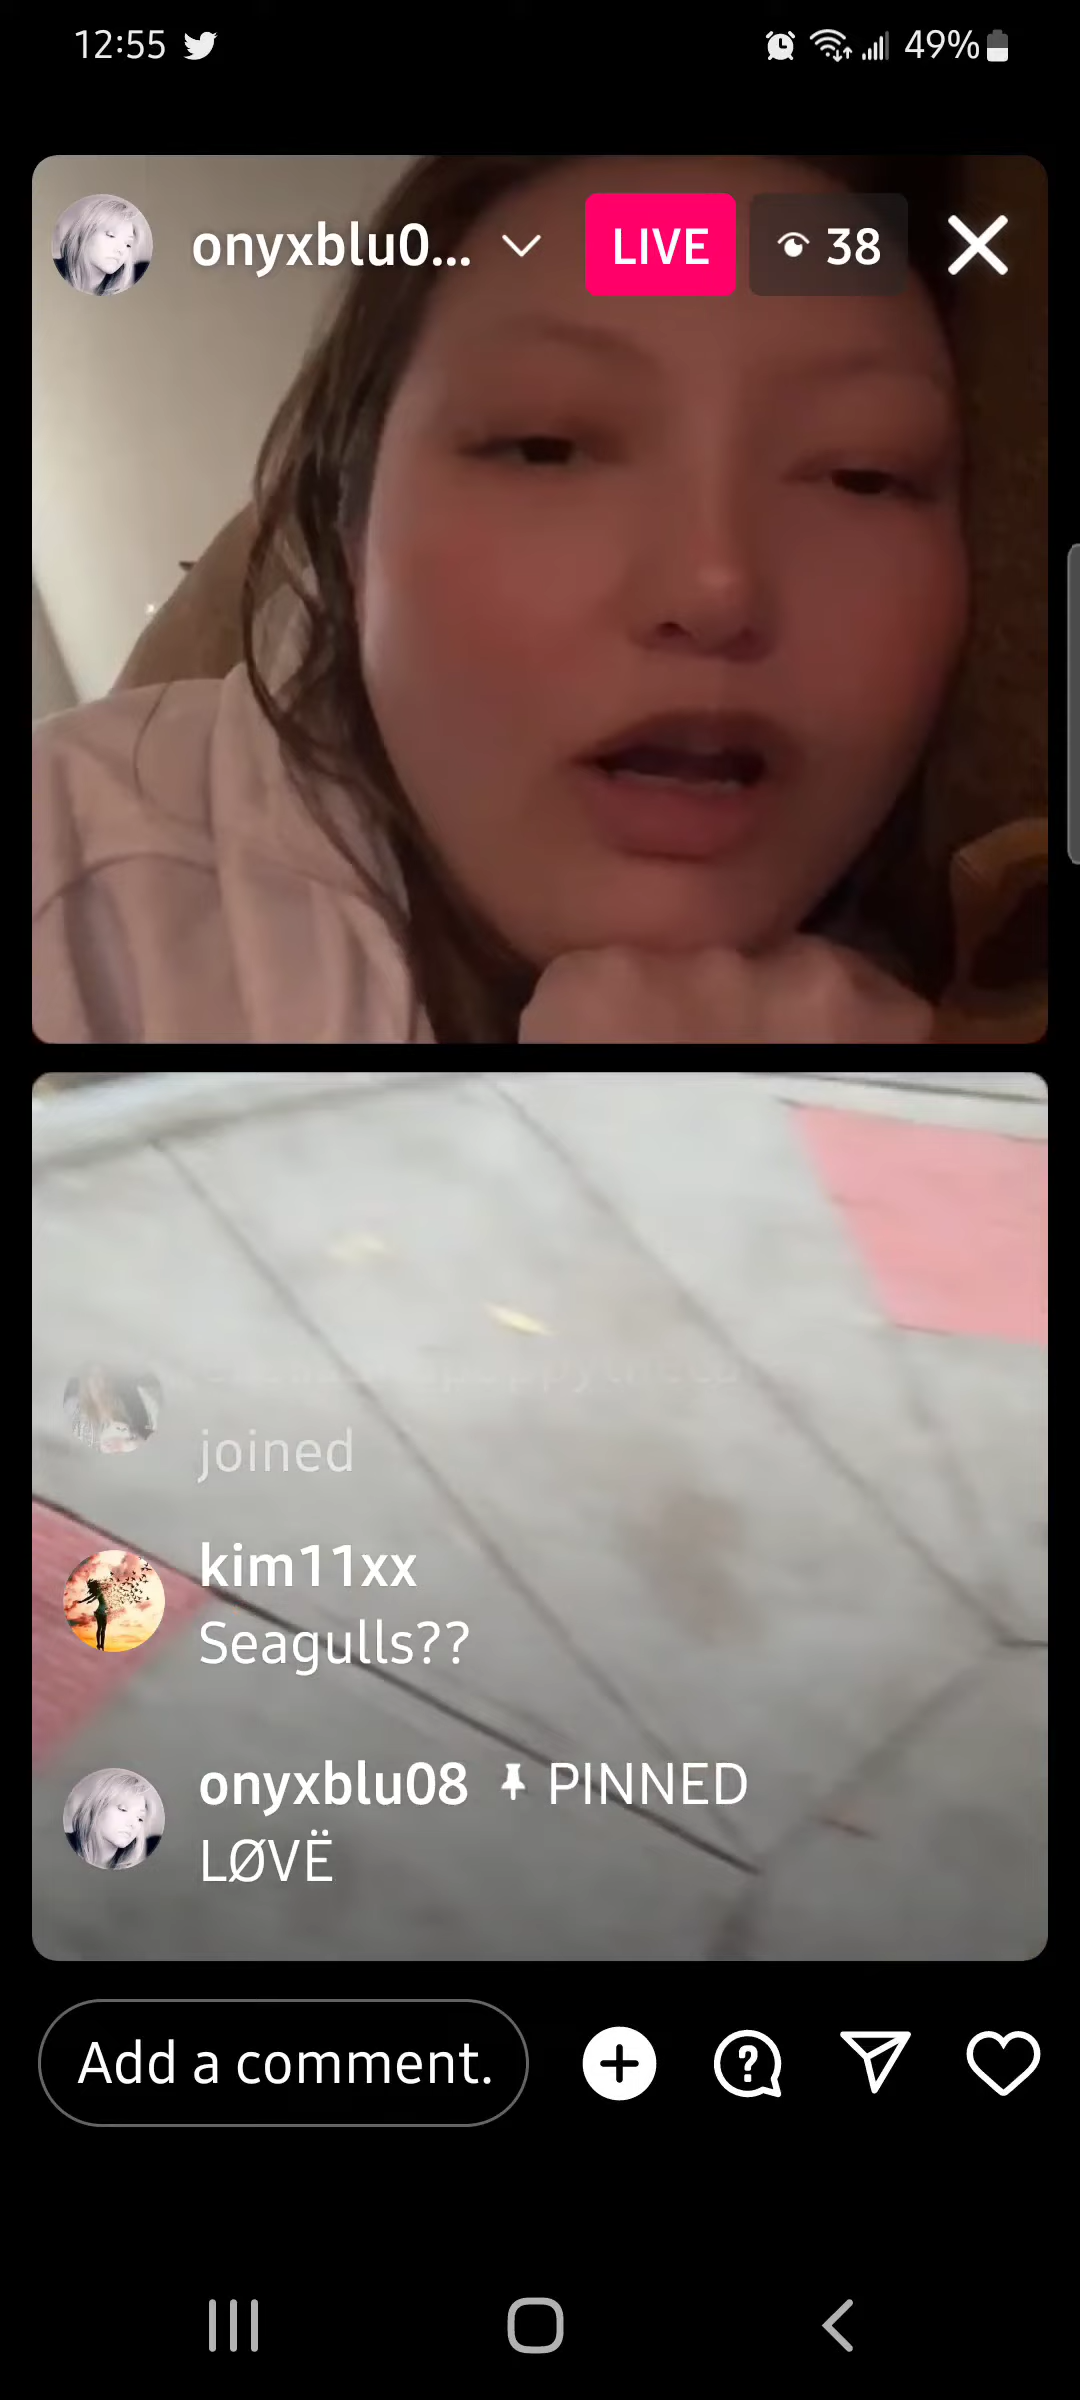 12:55 49%
onyxblu0... LIVE 38
joined
kim11xx
Seagulls??
onyxblu08 PINNED
LØVË
Add a comment.